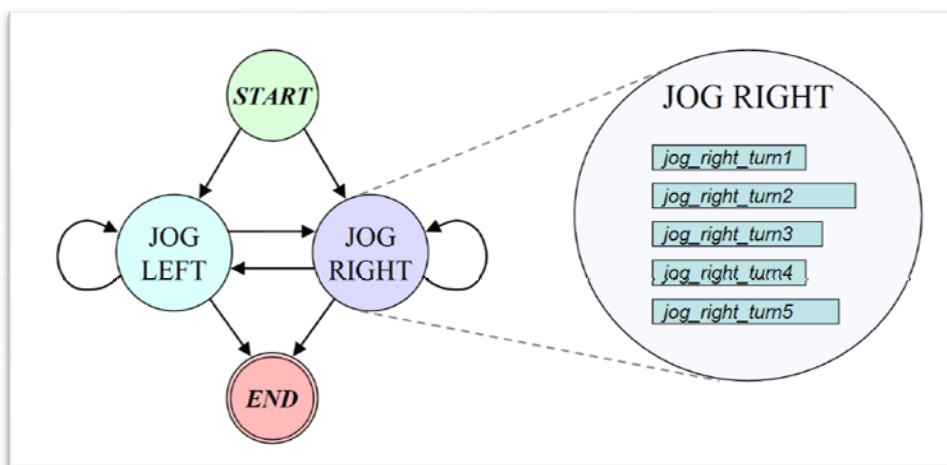 START
JOG
LEFT
JOG
RIGHT
END
JOG RIGHT
jog_right_turn1
jog_right_turn2
jog_right_turn3
jog_right_turn4
jog_right_turn5